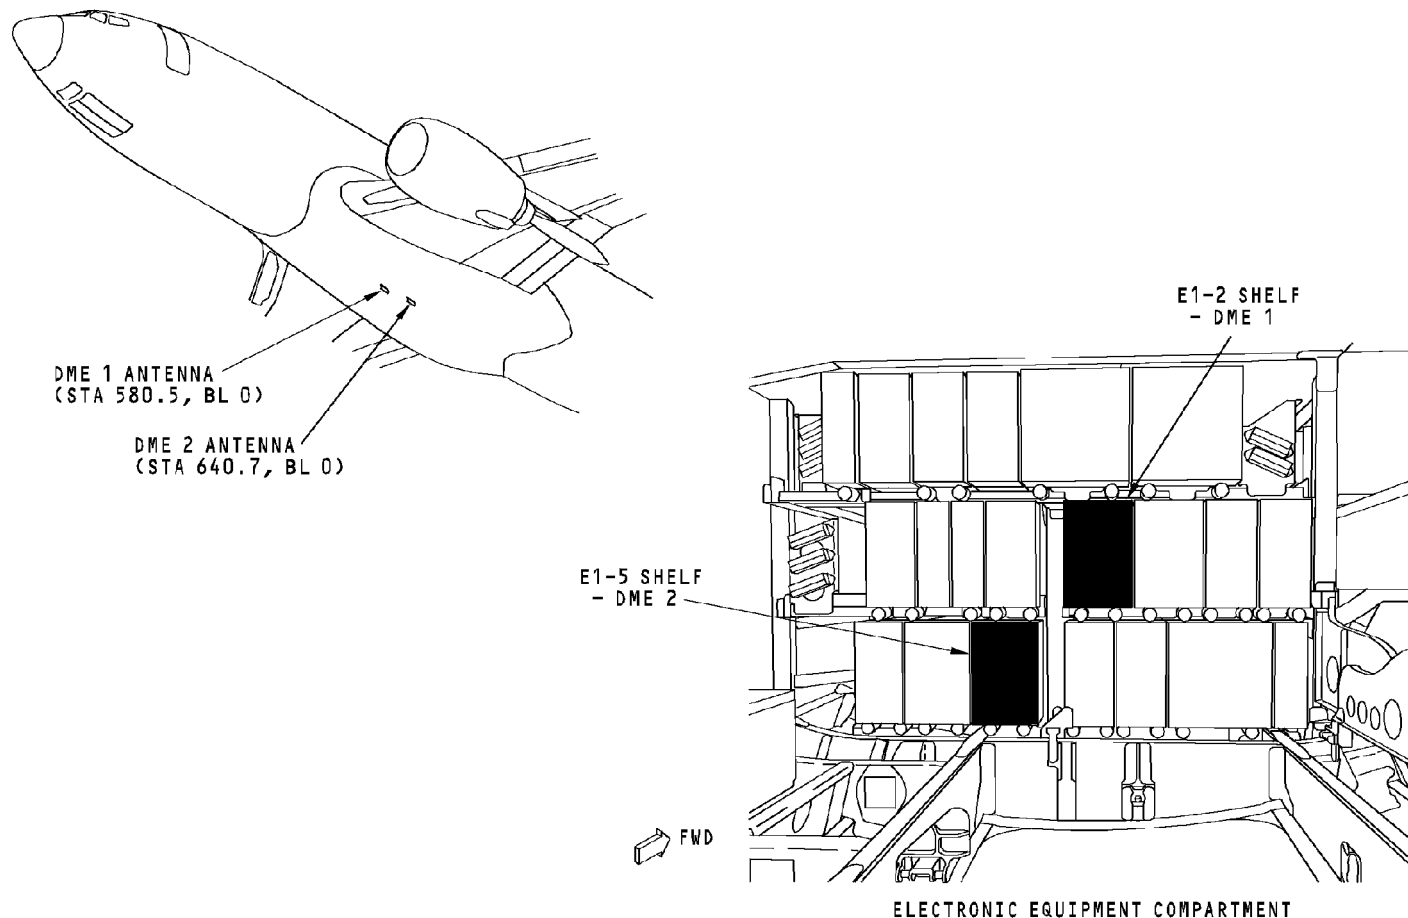 DME 1 ANTENNA
(STA 580.5, BL 0)
DME 2 ANTENNA
(STA 640.7, BL 0)
E1-2 SHELF
- DME 1
E1-5 SHELF
- DME 2
FWD
ELECTRONIC EQUIPMENT COMPARTMENT